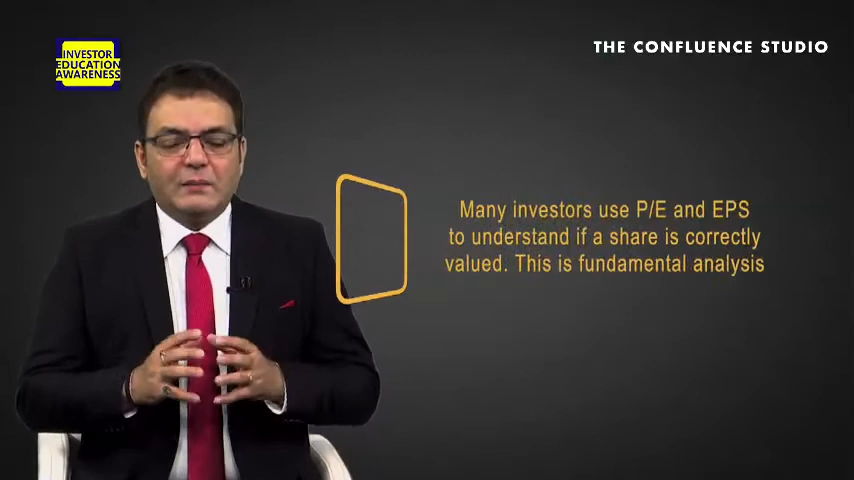 INVESTOR
EDUCATION
AWARENESS
THE CONFLUENCE STUDIO
Many investors use P/E and EPS
to understand if a share is correctly
valued. This is fundamental analysis